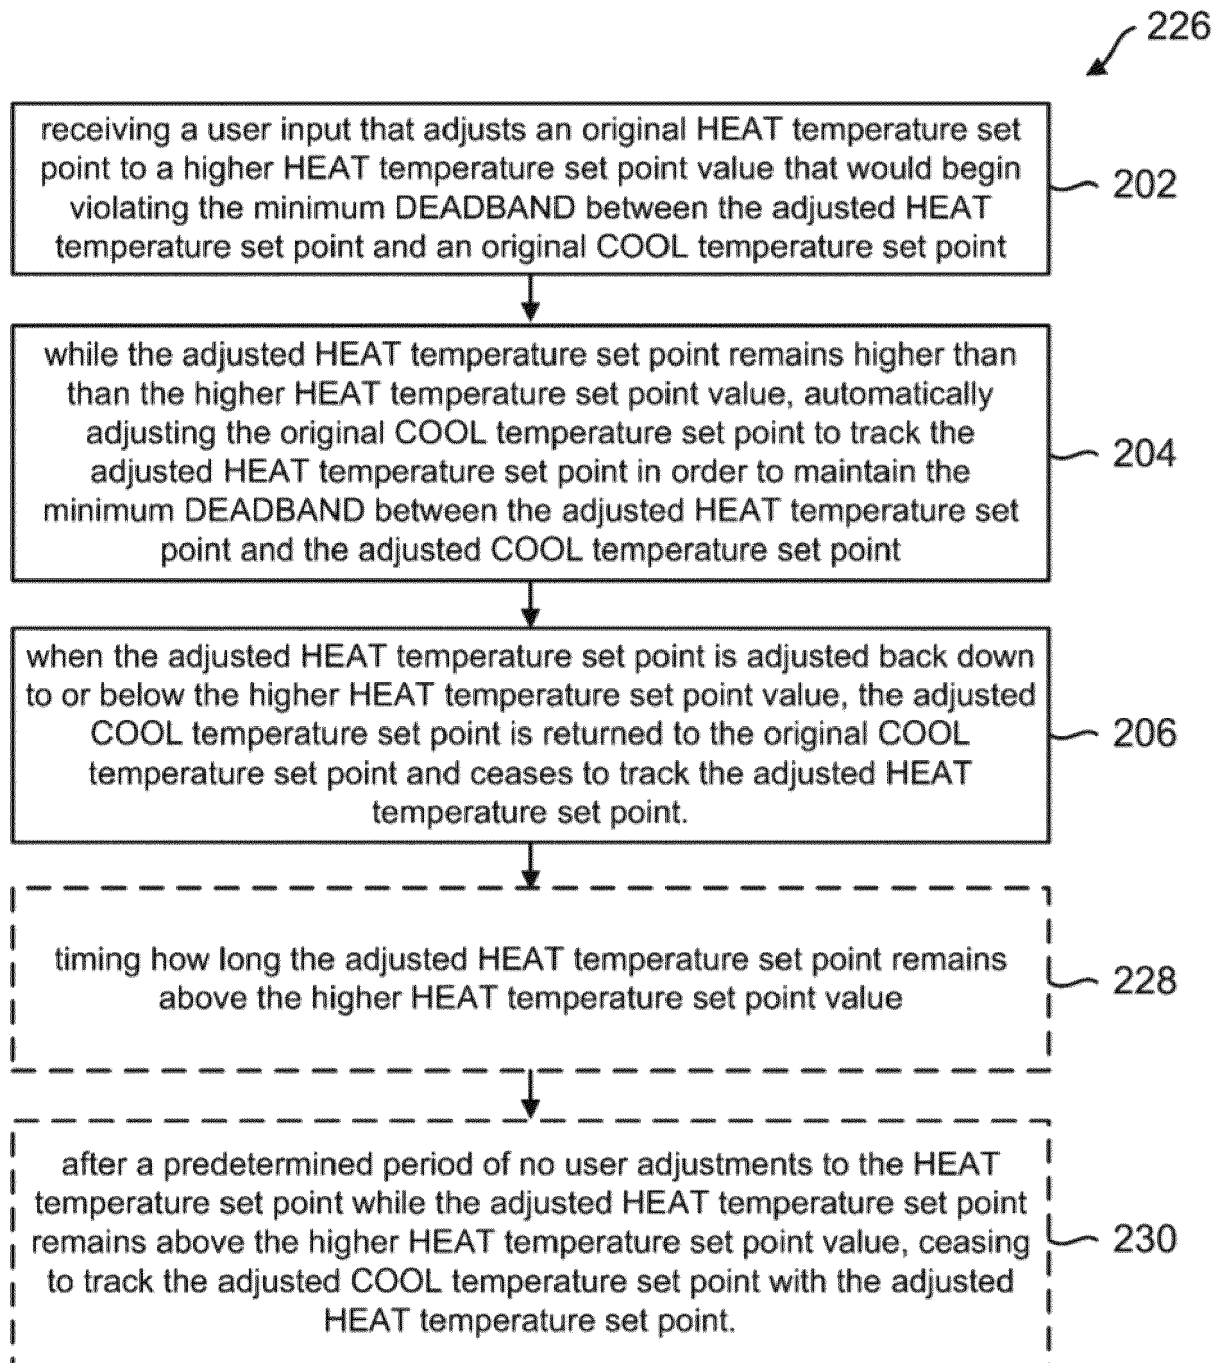 226
receiving a user input that adjusts an original HEAT temperature set
point to a higher HEAT temperature set point value that would begin
violating the minimum DEADBAND between the adjusted HEAT
temperature set point and an original COOL temperature set point
202
while the adjusted HEAT temperature set point remains higher than
than the higher HEAT temperature set point value, automatically
adjusting the original COOL temperature set point to track the
adjusted HEAT temperature set point in order to maintain the
minimum DEADBAND between the adjusted HEAT temperature set
point and the adjusted COOL temperature set point
204
when the adjusted HEAT temperature set point is adjusted back down
to or below the higher HEAT temperature set point value, the adjusted
COOL temperature set point is returned to the original COOL
temperature set point and ceases to track the adjusted HEAT
temperature set point.
206
timing how long the adjusted HEAT temperature set point remains
above the higher HEAT temperature set point value
228
after a predetermined period of no user adjustments to the HEAT
temperature set point while the adjusted HEAT temperature set point
remains above the higher HEAT temperature set point value, ceasing
to track the adjusted COOL temperature set point with the adjusted
HEAT temperature set point.
230